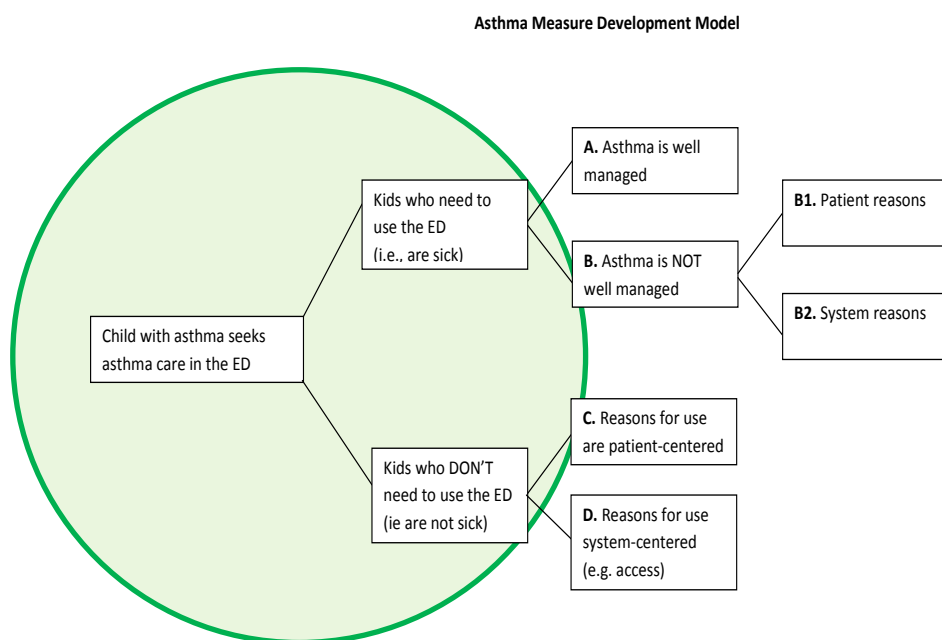 Asthma Measure Development Model
A. Asthma is well
managed
Kids who need to
use the ED
(i.e., are sick)
B1. Patient reasons
B. Asthma is NOT
well managed
B2. System reasons
Child with asthma seeks
asthma care in the ED
C. Reasons for use
are patient-centered
Kids who DON’T
need to use the ED
(ie are not sick)
D. Reasons for use
system-centered
(e.g. access)